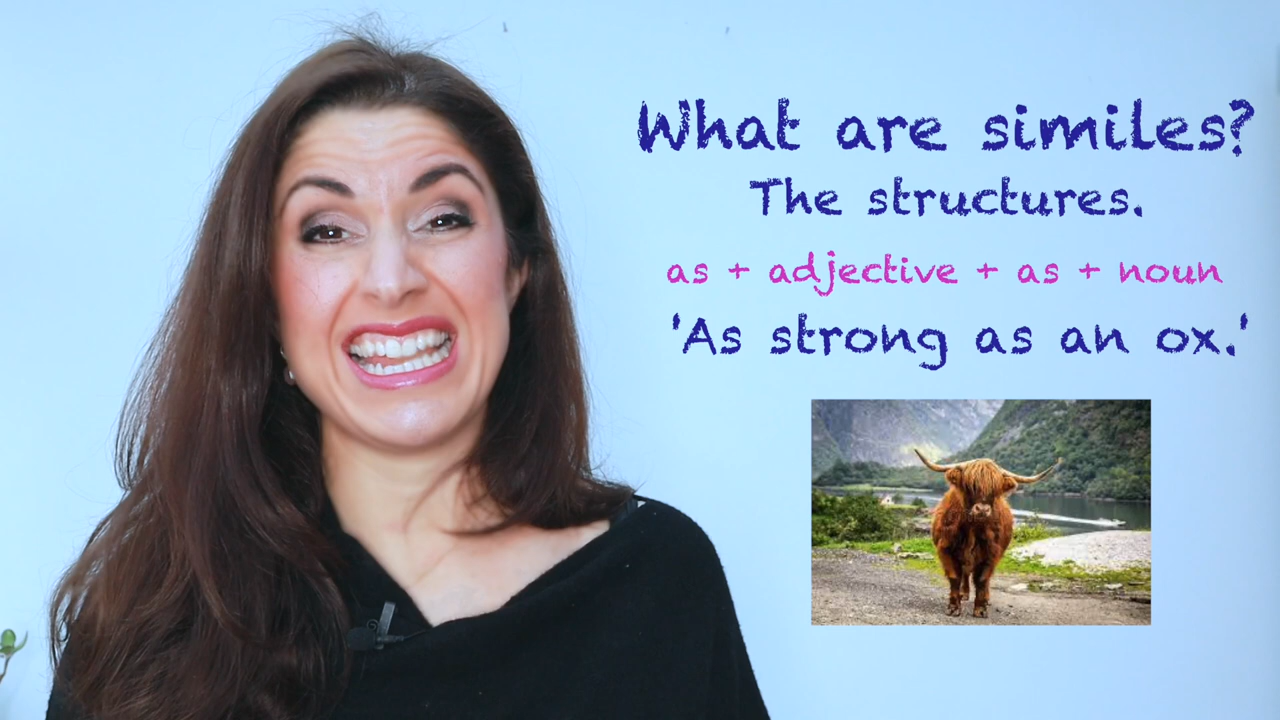 What are similes?
The structures.
as + adjective + as + noun
'As strong as an ox.'